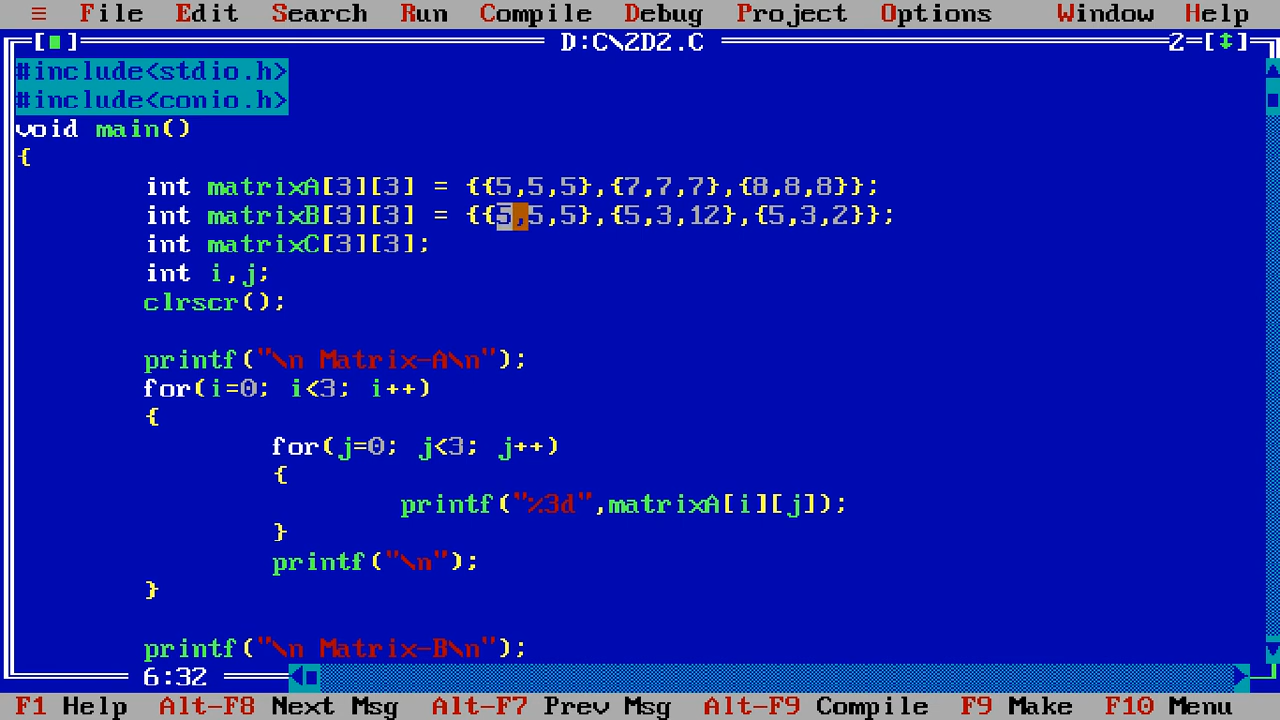 ≡ File Edit Search Run Compile Debug Project Options Window Help
[■] D:C\2D2.C 2=[↕]
#include<stdio.h>
#include<conio.h>
void main()
{
int matrixA[3][3] = {{5,5,5},{7,7,7},{8,8,8}};
int matrixB[3][3] = {{5,5,5},{5,3,12},{5,3,2}};
int matrixC[3][3];
int i,j;
clrscr();
printf("\n Matrix-A\n");
for(i=0; i<3; i++)
{
for(j=0; j<3; j++)
{
printf("%3d",matrixA[i][j]);
}
printf("\n");
}
printf("\n Matrix-B\n");
6:32
F1 Help Alt-F8 Next Msg Alt-F7 Prev Msg Alt-F9 Compile F9 Make F10 Menu